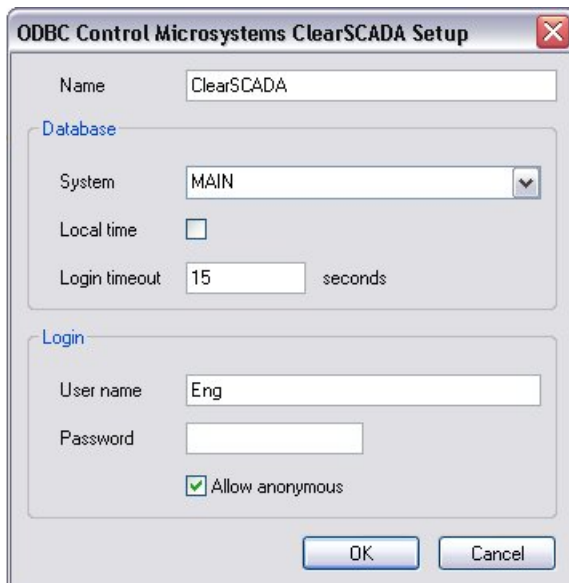 ODBC Control Microsystems ClearSCADA Setup
Name ClearSCADA
Database
System MAIN
Local time
Login timeout 15 seconds
Login
User name Eng
Password
Allow anonymous
OK Cancel